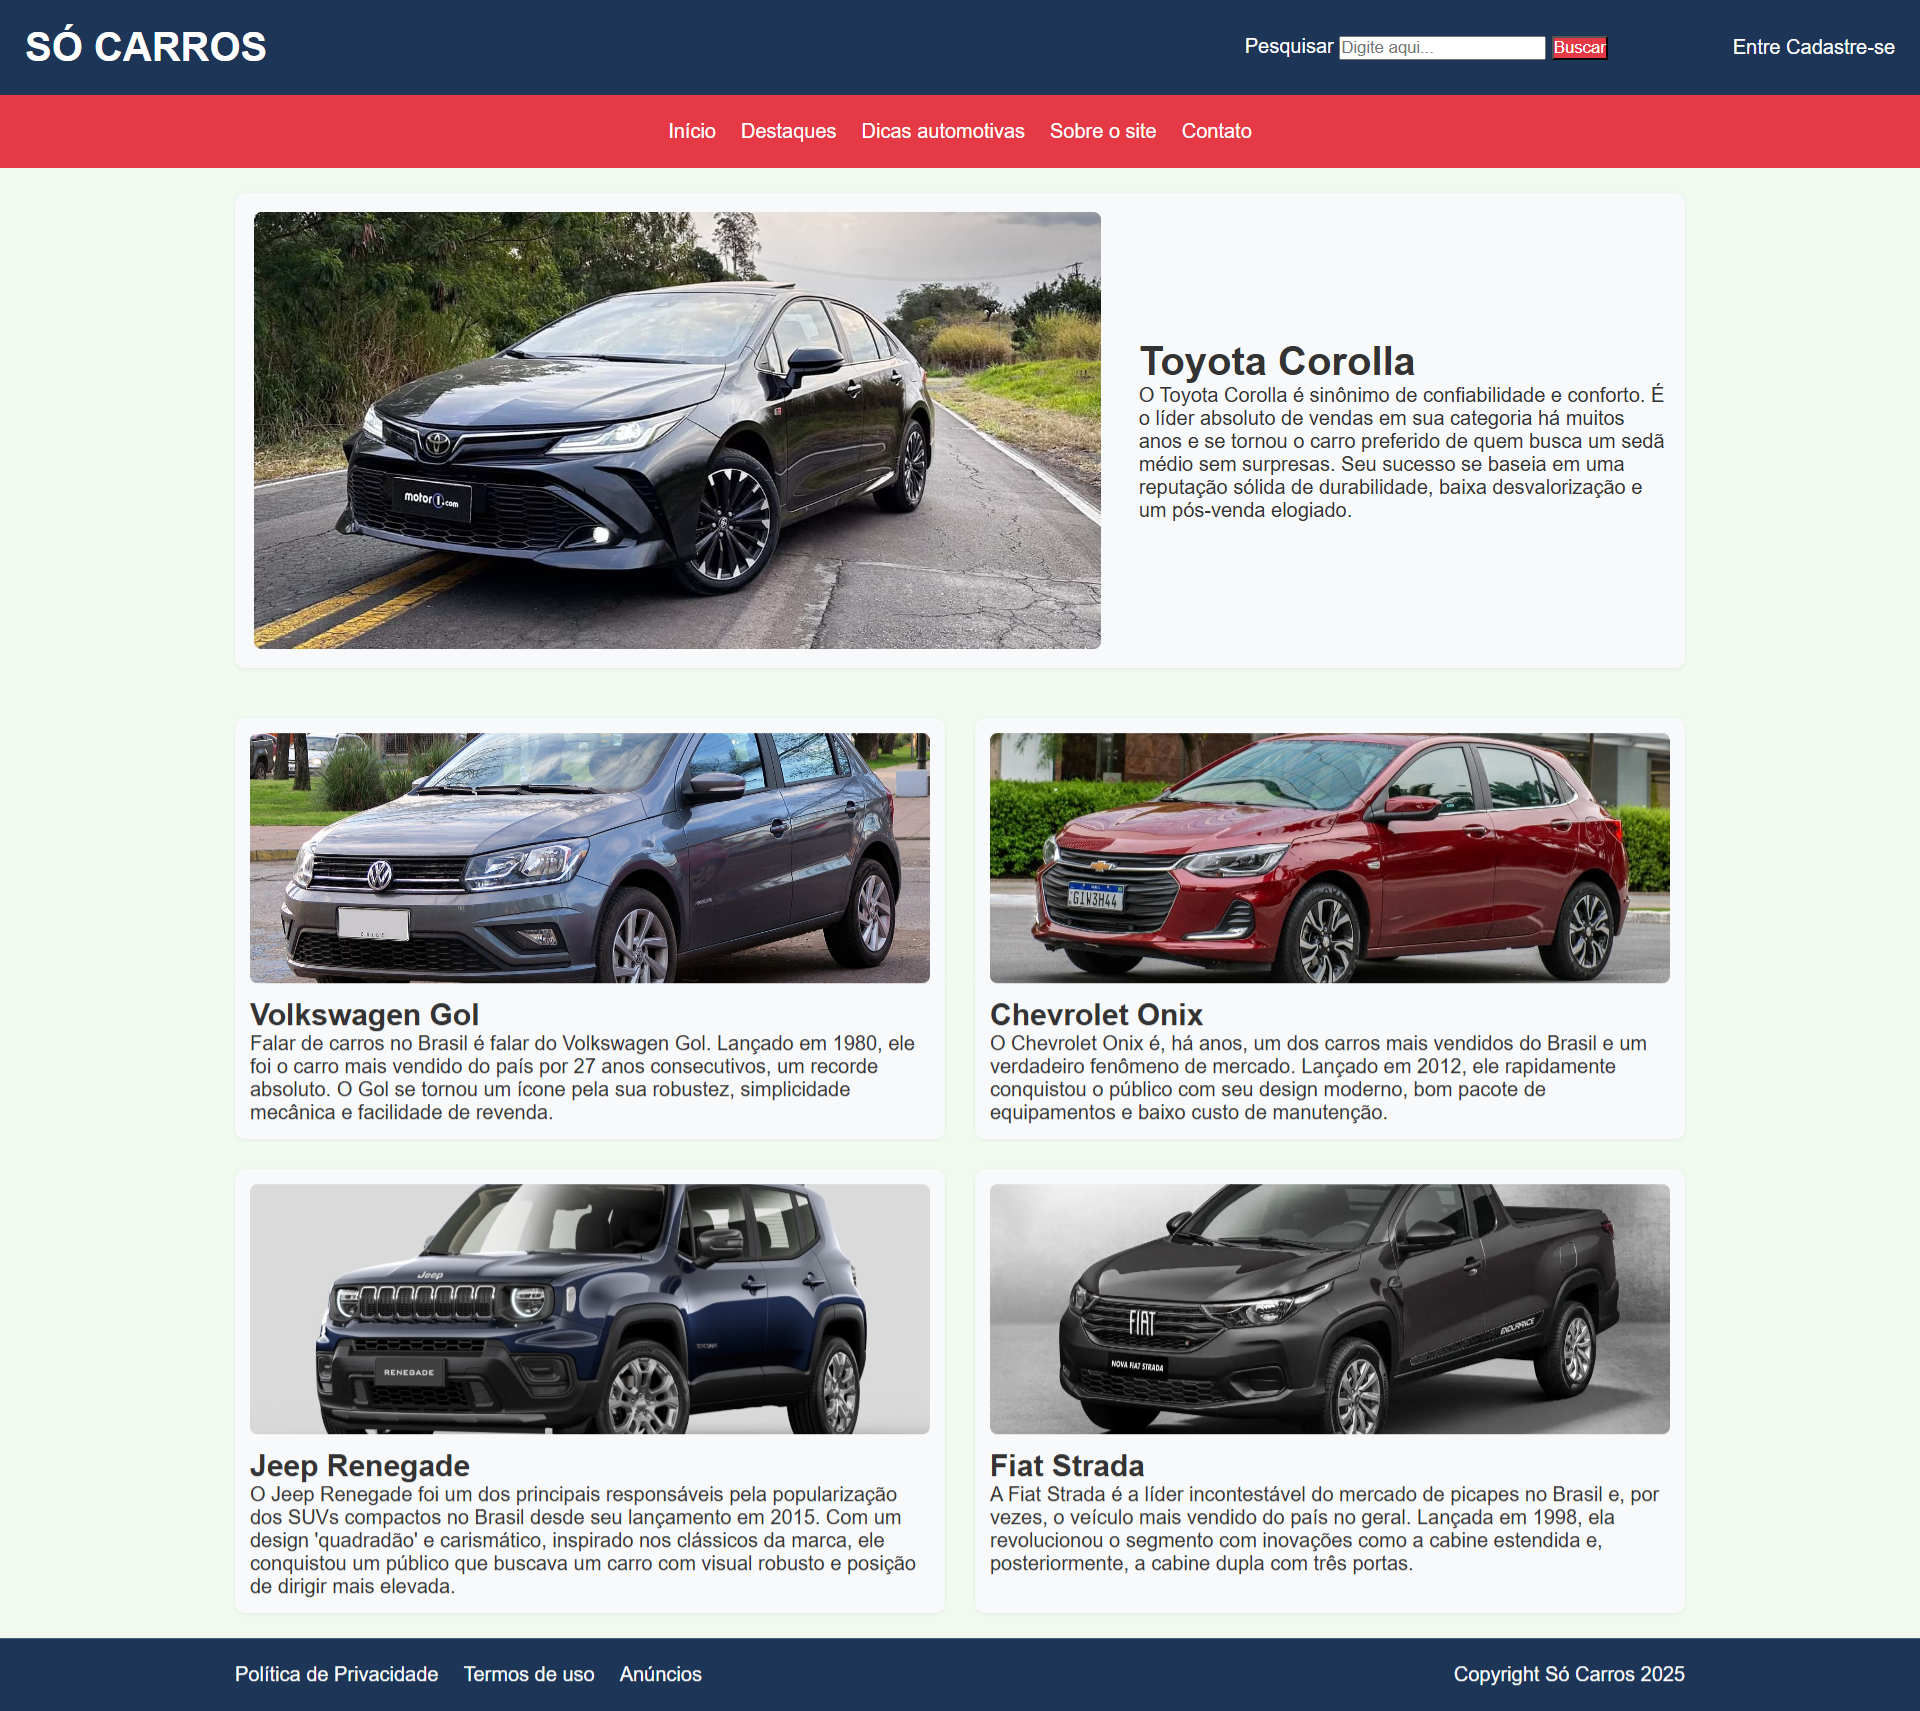 SÓ CARROS
Pesquisar Digite aqui... Buscar
Entre Cadastre-se
Início Destaques Dicas automotivas Sobre o site Contato
motor1.com
Toyota Corolla
O Toyota Corolla é sinônimo de confiabilidade e conforto. É
o líder absoluto de vendas em sua categoria há muitos
anos e se tornou o carro preferido de quem busca um sedã
médio sem surpresas. Seu sucesso se baseia em uma
reputação sólida de durabilidade, baixa desvalorização e
um pós-venda elogiado.
CHILE
Volkswagen Gol
Falar de carros no Brasil é falar do Volkswagen Gol. Lançado em 1980, ele
foi o carro mais vendido do país por 27 anos consecutivos, um recorde
absoluto. O Gol se tornou um ícone pela sua robustez, simplicidade
mecânica e facilidade de revenda.
GIW3H44
Chevrolet Onix
O Chevrolet Onix é, há anos, um dos carros mais vendidos do Brasil e um
verdadeiro fenômeno de mercado. Lançado em 2012, ele rapidamente
conquistou o público com seu design moderno, bom pacote de
equipamentos e baixo custo de manutenção.
Jeep
RENEGADE
Jeep Renegade
O Jeep Renegade foi um dos principais responsáveis pela popularização
dos SUVs compactos no Brasil desde seu lançamento em 2015. Com um
design 'quadradão' e carismático, inspirado nos clássicos da marca, ele
conquistou um público que buscava um carro com visual robusto e posição
de dirigir mais elevada.
FIAT
ENDURANCE
NOVA FIAT STRADA
Fiat Strada
A Fiat Strada é a líder incontestável do mercado de picapes no Brasil e, por
vezes, o veículo mais vendido do país no geral. Lançada em 1998, ela
revolucionou o segmento com inovações como a cabine estendida e,
posteriormente, a cabine dupla com três portas.
Política de Privacidade Termos de uso Anúncios
Copyright Só Carros 2025